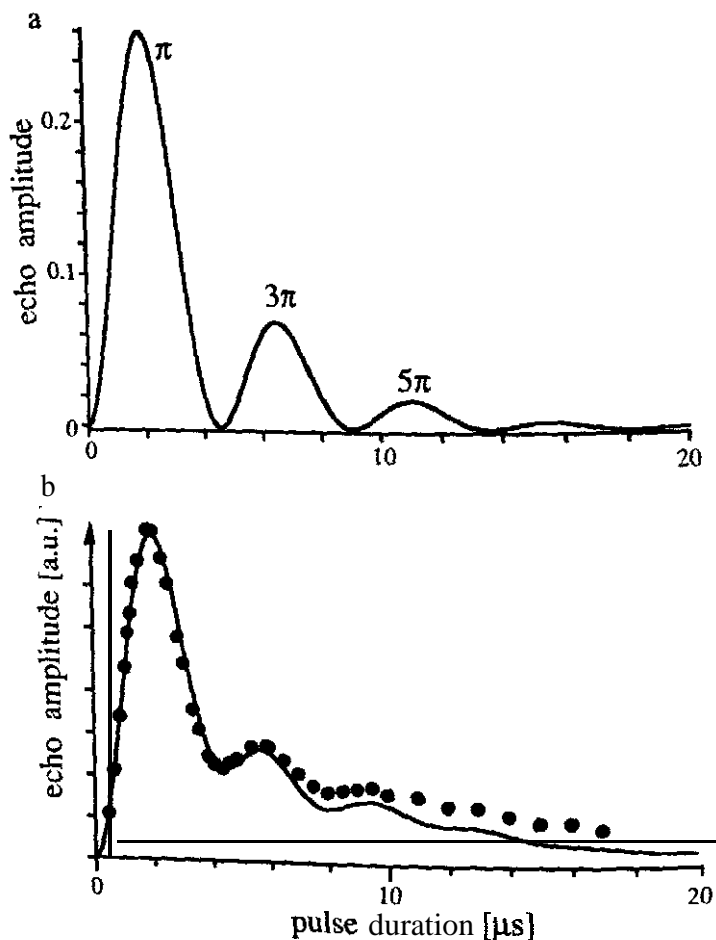 a
π
0.2
echo amplitude
0.1
3π
5π
0
0
10
20
b
echo amplitude [a.u.]
0
10
20
pulse duration [µs]